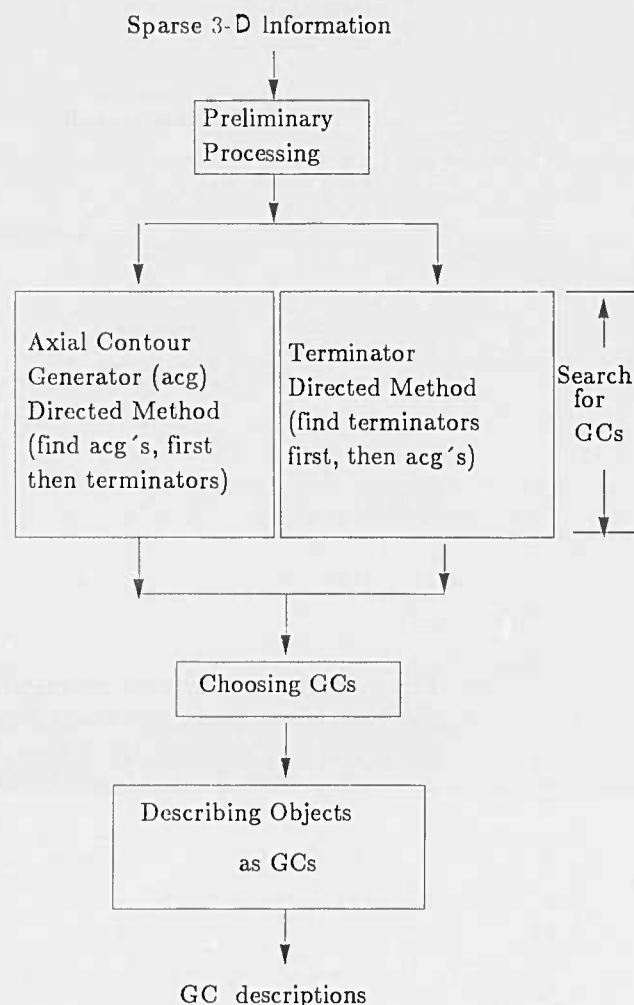 Sparse 3-D Information
Preliminary
Processing
Axial Contour
Generator (acg)
Directed Method
(find acg´s, first
then terminators)
Terminator
Directed Method
(find terminators
first, then acg´s)
Search
for
GCs
Choosing GCs
Describing Objects
as GCs
GC descriptions